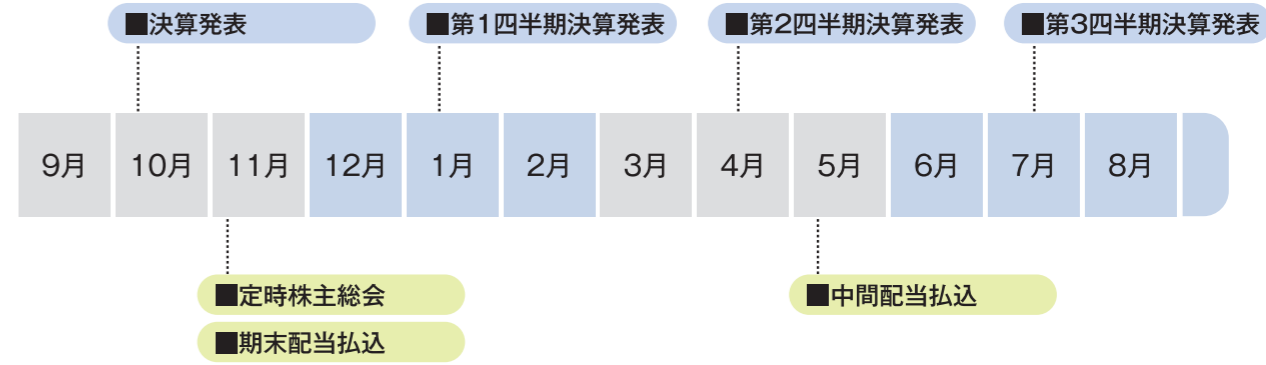 ■決算発表
■第1四半期決算発表
■第2四半期決算発表
■第3四半期決算発表
9月 10月 11月 12月 1月 2月 3月 4月 5月 6月 7月 8月
■定時株主総会
■中間配当払込
■期末配当払込